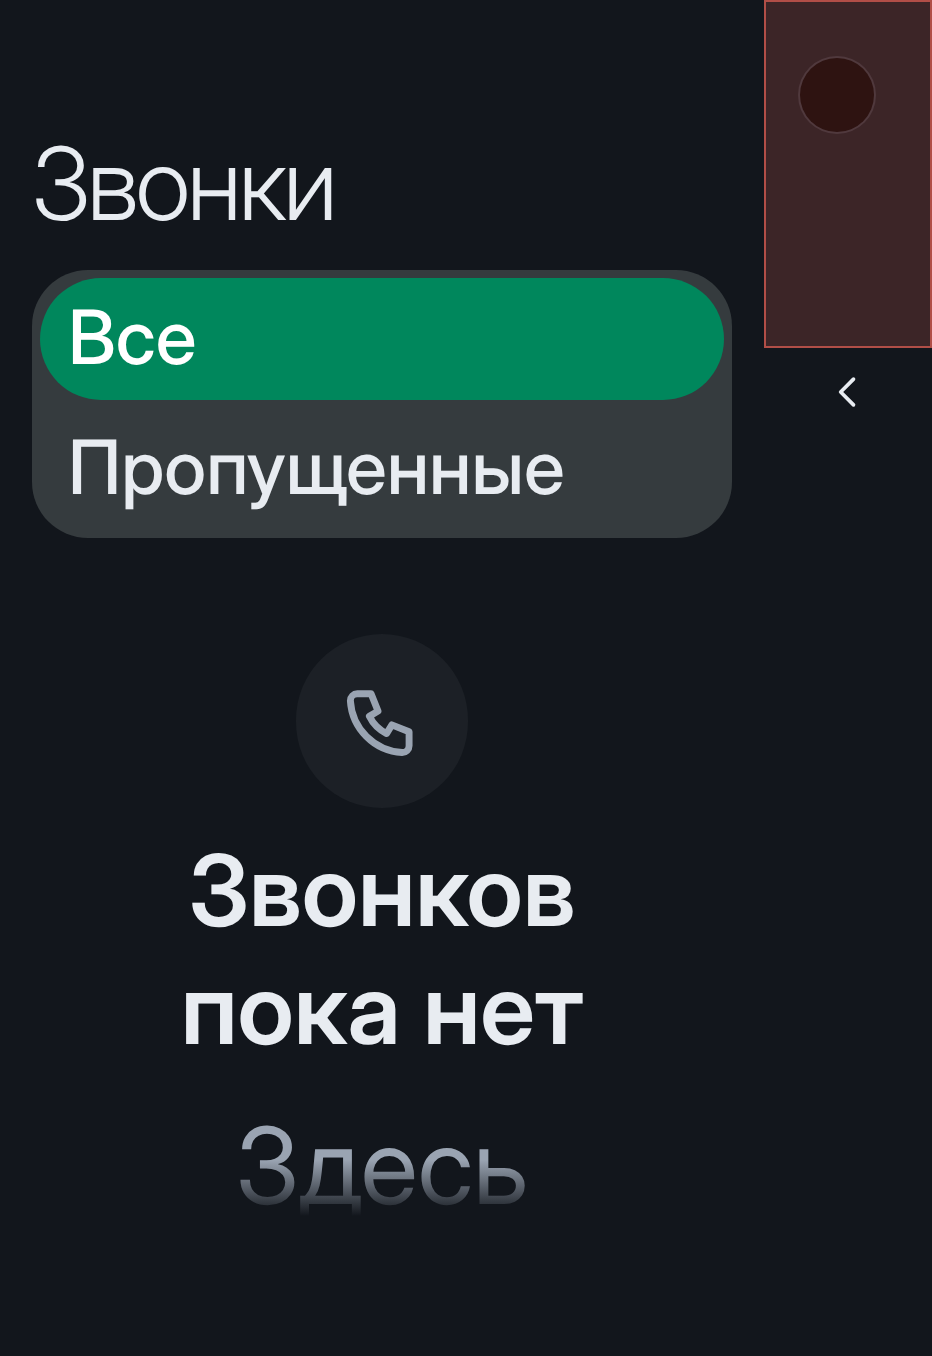 Звонки
Все
Пропущенные
Звонков
пока нет
Здесь